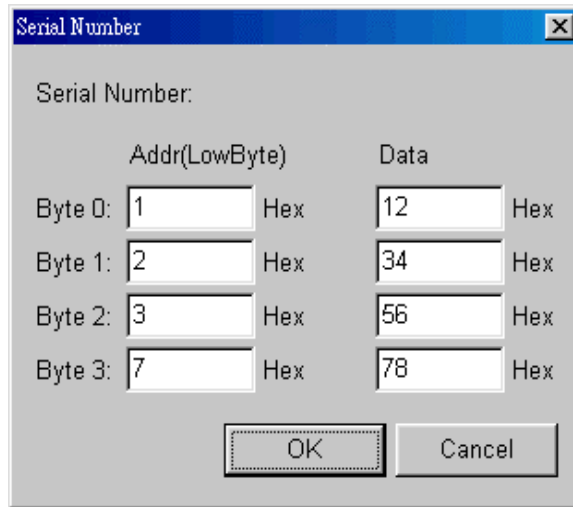 Serial Number
Serial Number:
Addr(LowByte) Data
Byte 0: 1 Hex 12 Hex
Byte 1: 2 Hex 34 Hex
Byte 2: 3 Hex 56 Hex
Byte 3: 7 Hex 78 Hex
OK Cancel